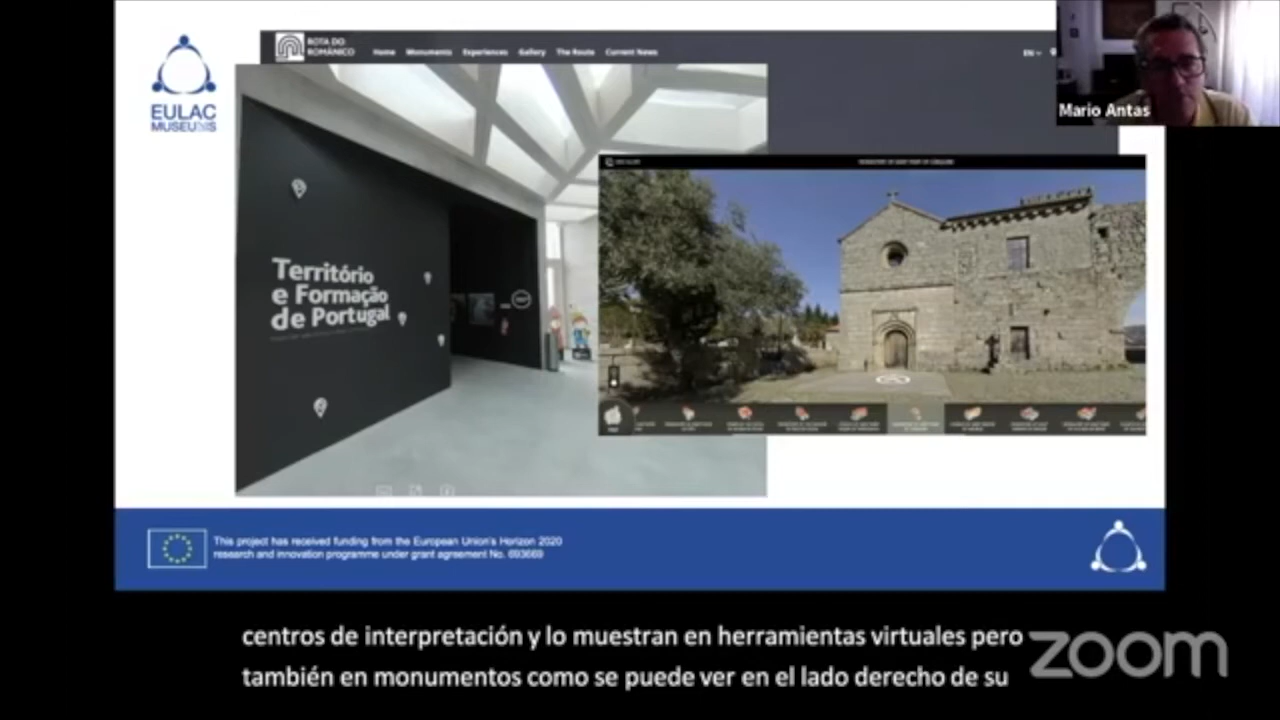 EULAC
MUSEUMS
ROTA DO
ROMÂNICO
Home Monuments Experiences Gallery The Route Current News
EN
Mario Antas
Território
e Formação
de Portugal
This project has received funding from the European Union's Horizon 2020
research and innovation programme under grant agreement No. 693669
centros de interpretación y lo muestran en herramientas virtuales pero
también en monumentos como se puede ver en el lado derecho de su
zoom